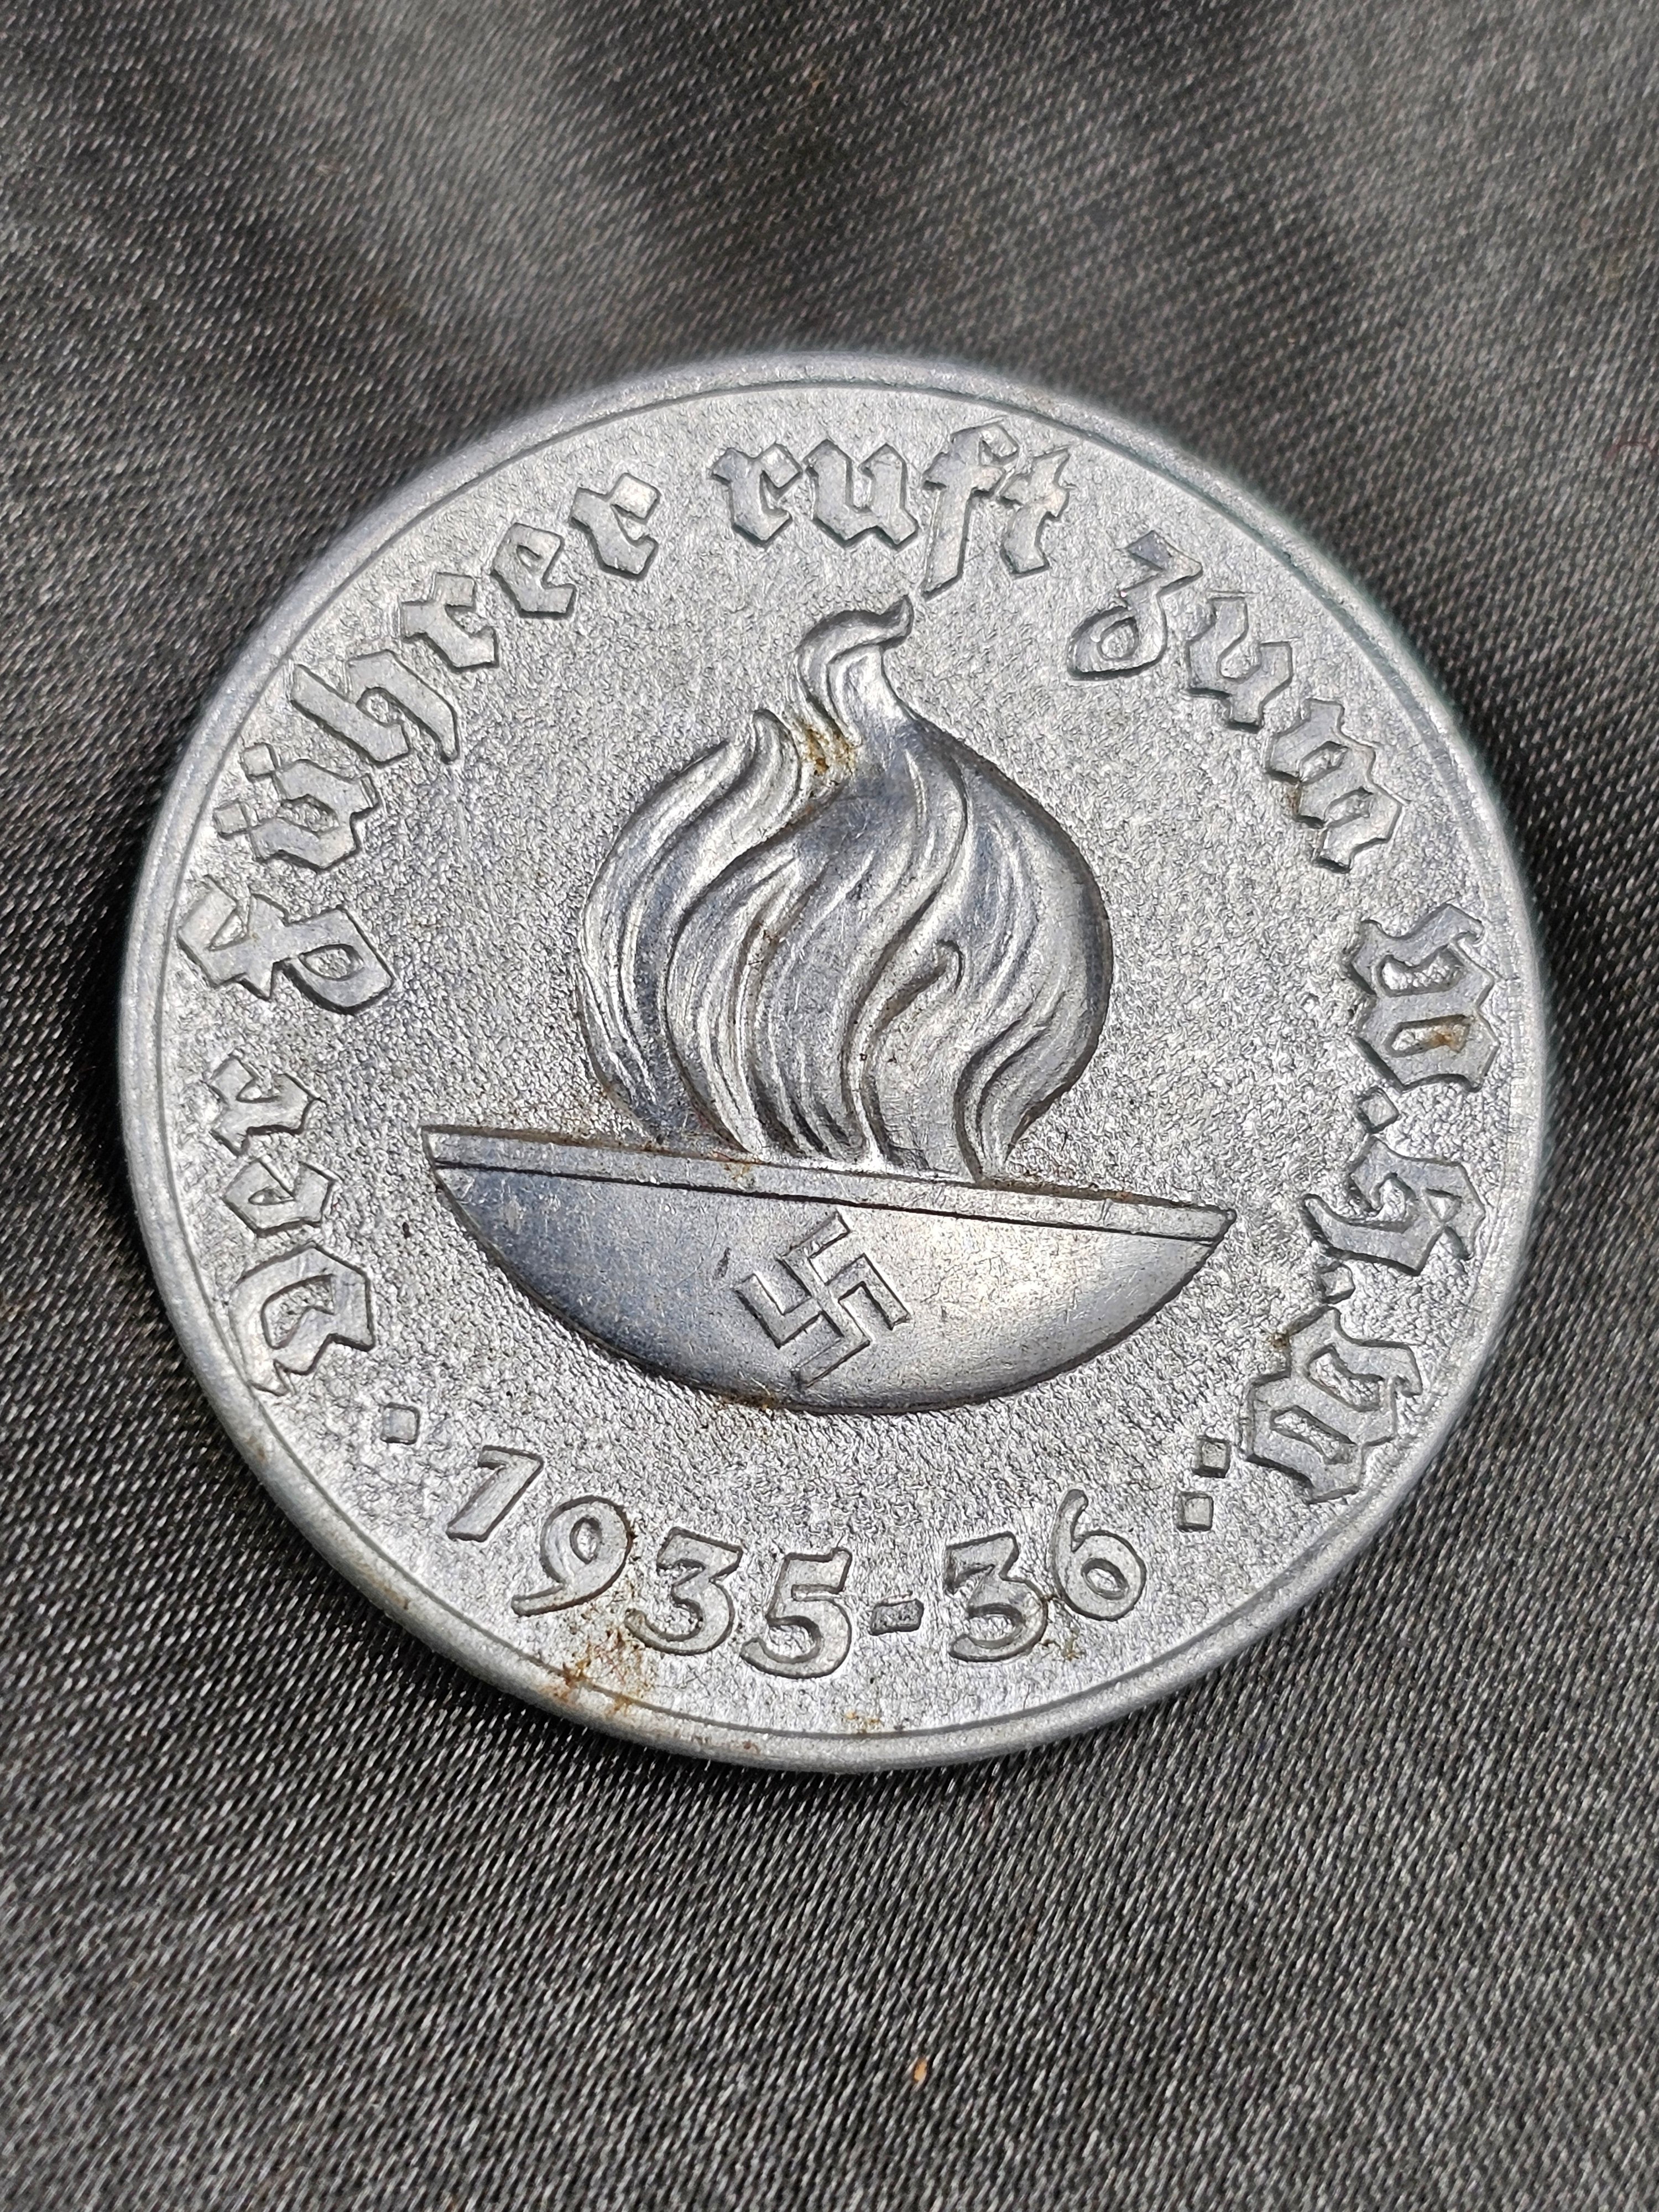 Der Führer ruft zum W.H.W.
· 1935-36 ·